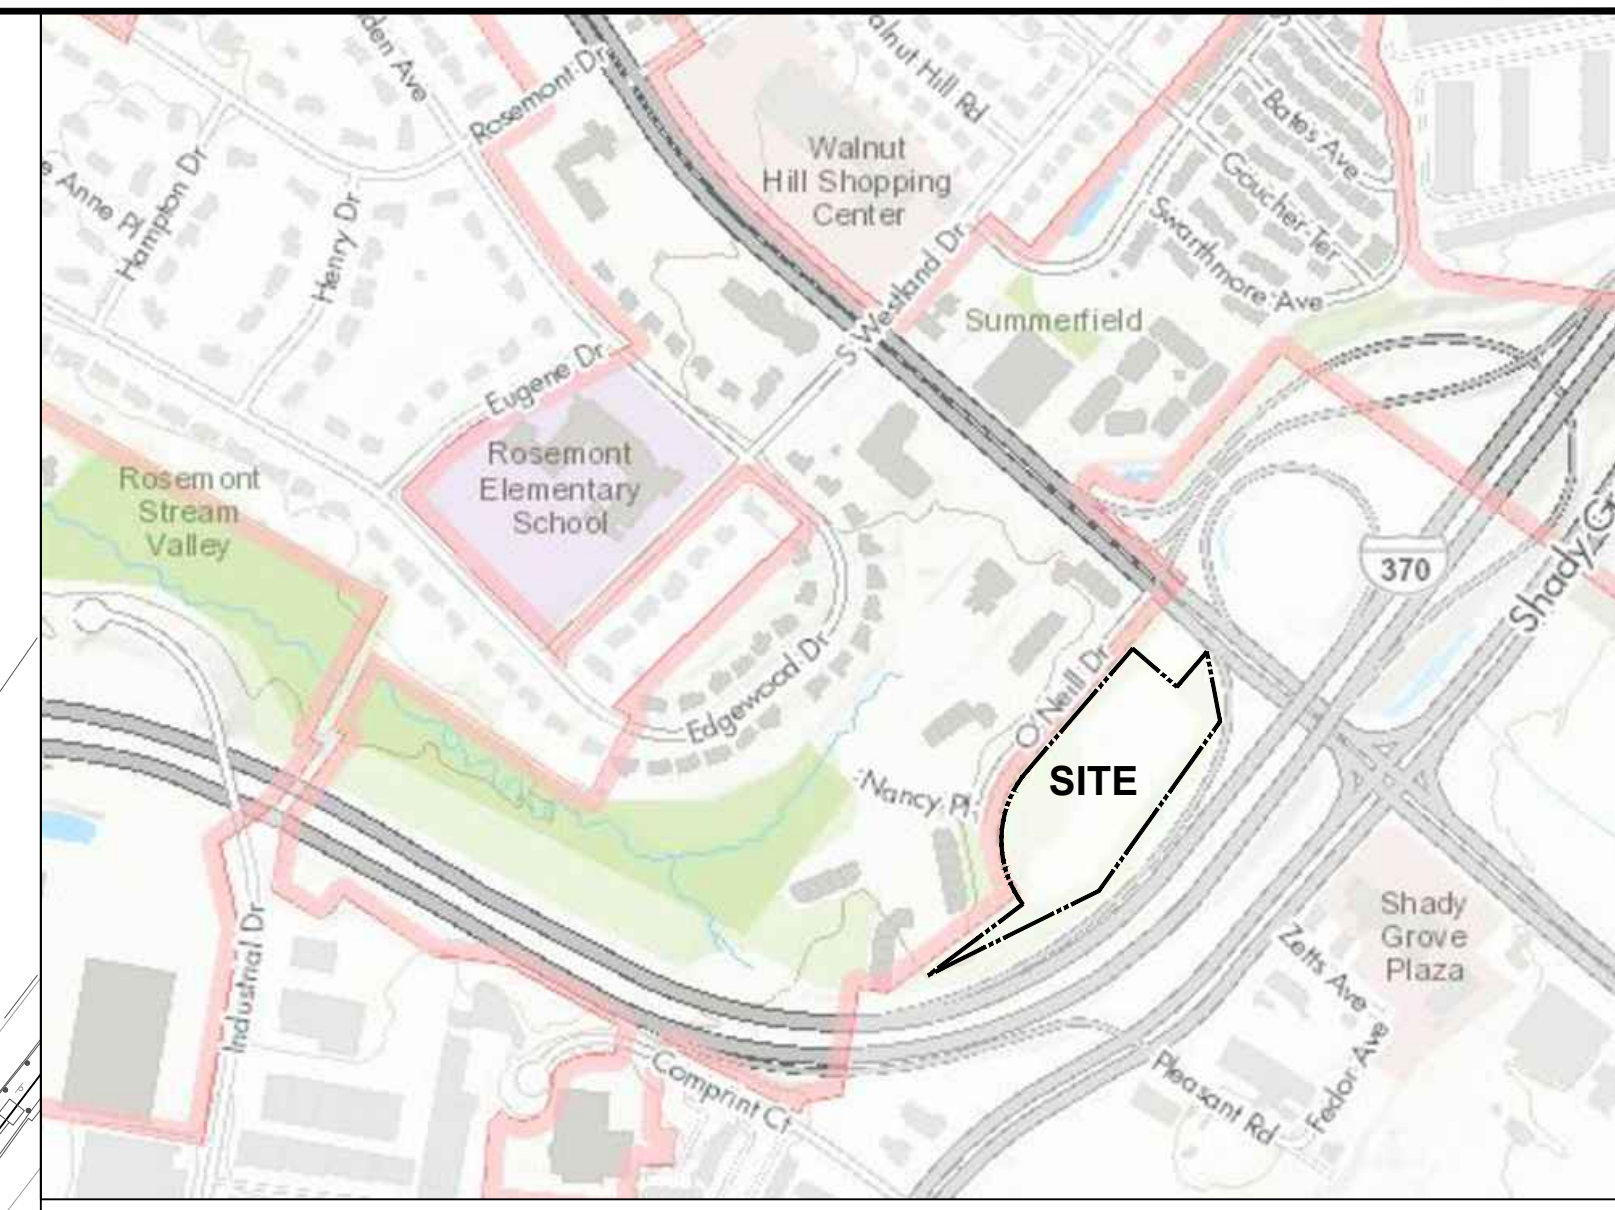 Rosemont Dr
Walnut
Hill Shopping
Center
Bates Ave
Goucher Ter
Swarthmore Ave
Hampton Dr
Henry Dr
S Westland Dr
Summerfield
Eugene Dr
Rosemont
Elementary
School
Rosemont
Stream
Valley
370
Edgewood Dr
O'Neill Dr
SITE
Nancy Pl
Shady
Grove
Plaza
Industrial Dr
Zetts Ave
Fedor Ave
Pleasant Rd
Comprint Ct
Anne Pl
Hill Rd
Ave
Shady